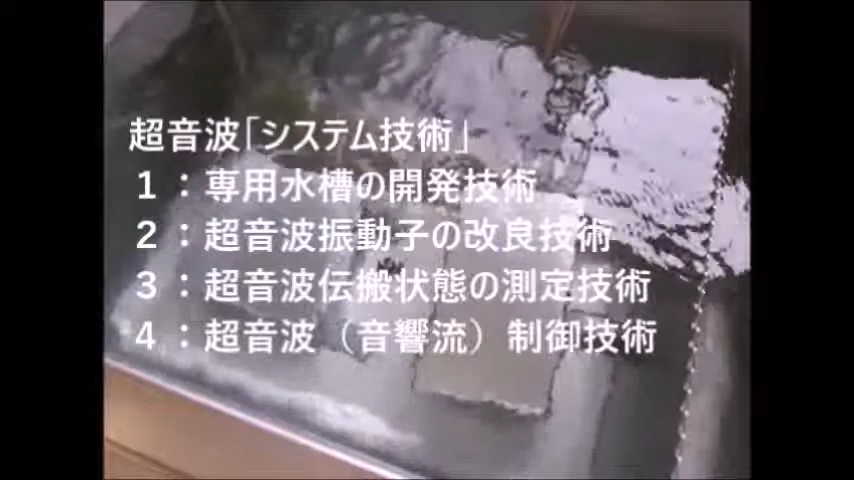 超音波「システム技術」
１：専用水槽の開発技術
２：超音波振動子の改良技術
３：超音波伝搬状態の測定技術
４：超音波（音響流）制御技術